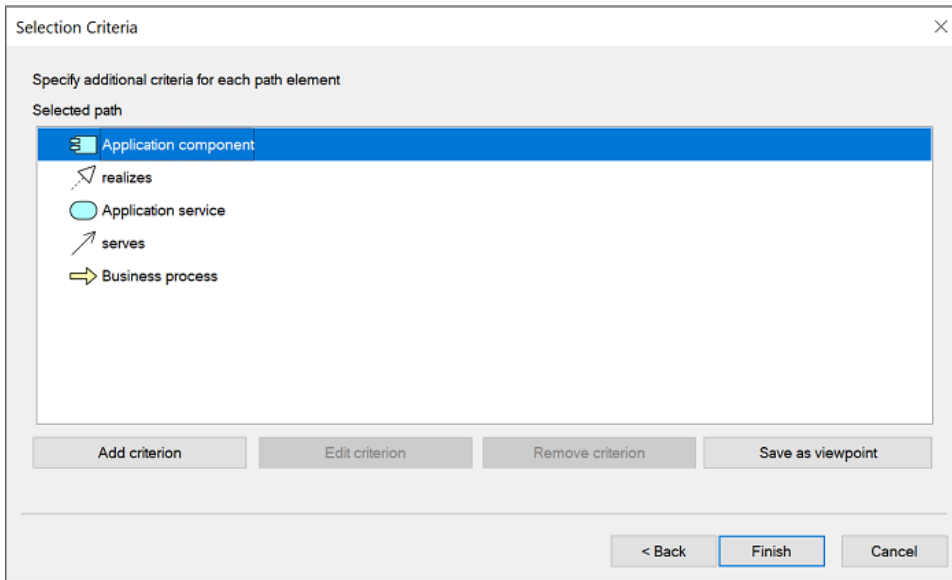 Selection Criteria
Specify additional criteria for each path element
Selected path
Application component
realizes
Application service
serves
Business process
Add criterion
Edit criterion
Remove criterion
Save as viewpoint
< Back
Finish
Cancel